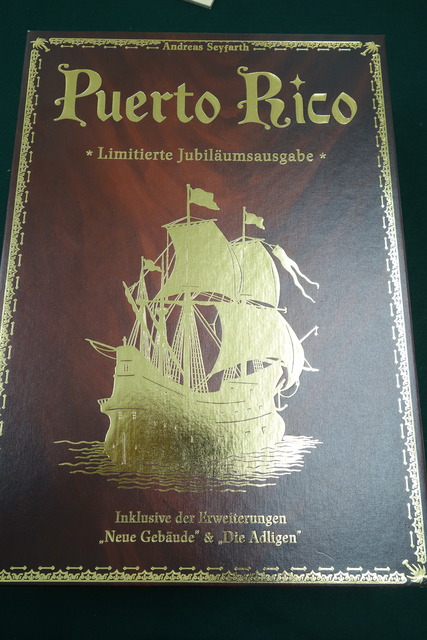 Andreas Seyfarth
Puerto Rico
* Limitierte Jubiläumsausgabe *
Inklusive der Erweiterungen
„Neue Gebäude" & „Die Adligen"